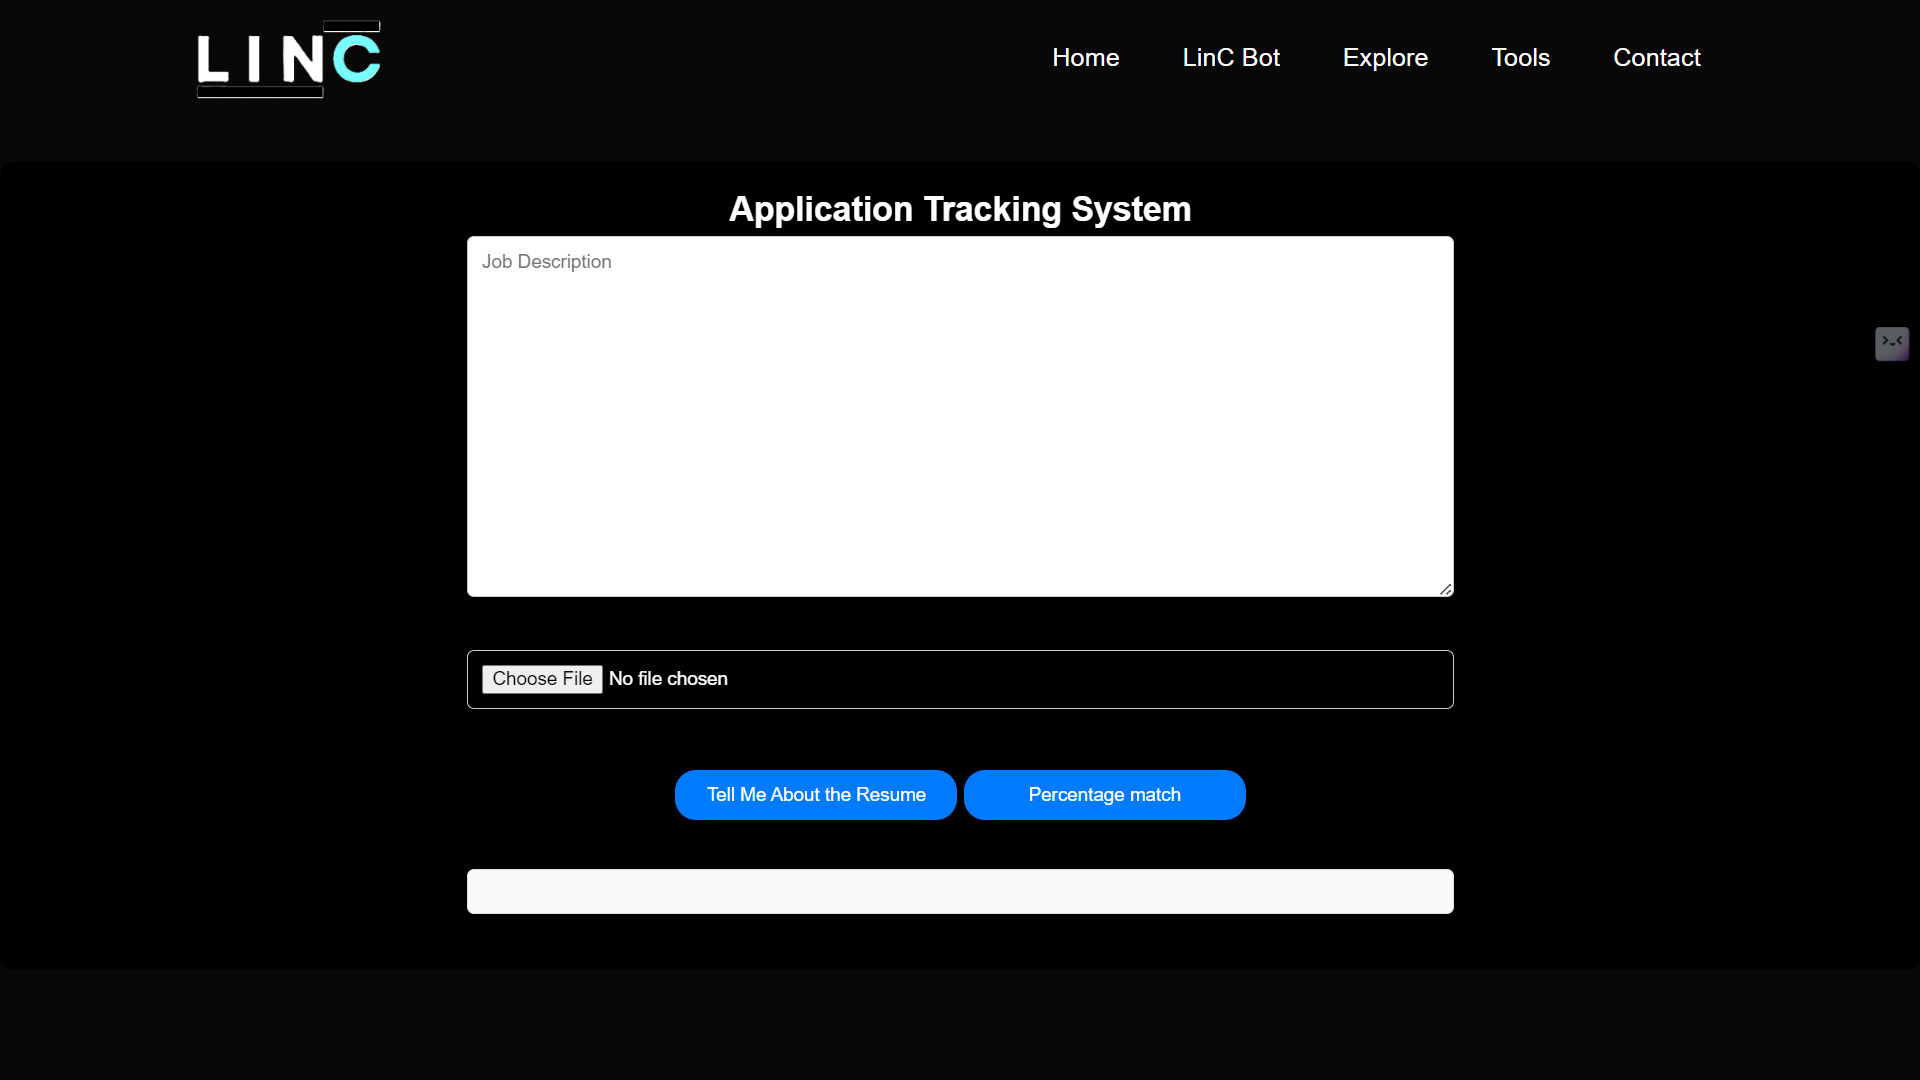 LINC
Home LinC Bot Explore Tools Contact
Application Tracking System
Job Description
Choose File No file chosen
Tell Me About the Resume Percentage match